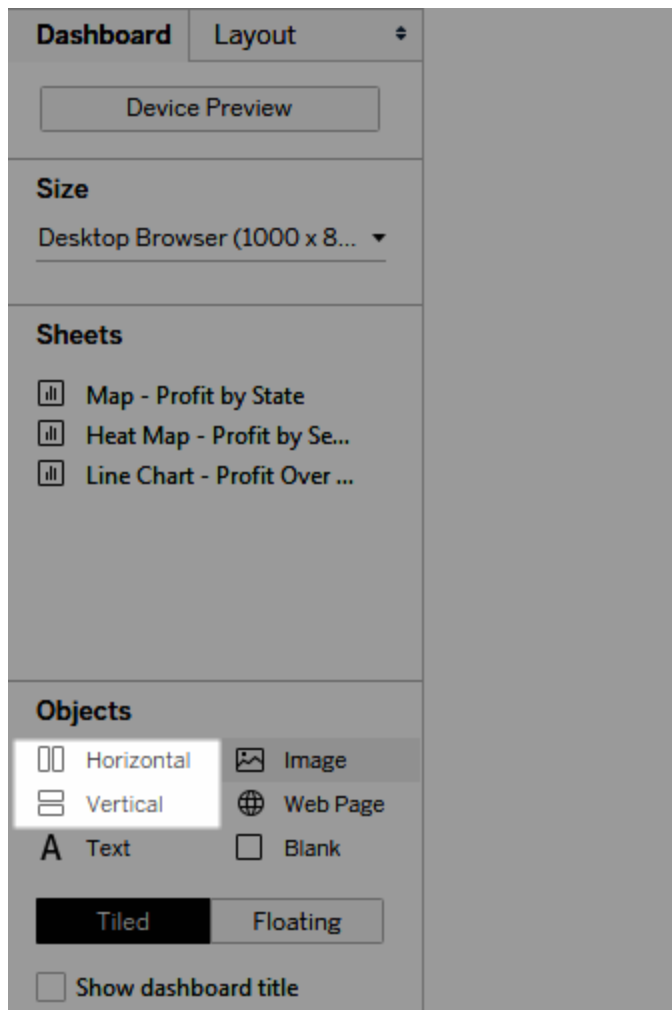 Dashboard Layout
Device Preview
Size
Desktop Browser (1000 x 8...
Sheets
Map - Profit by State
Heat Map - Profit by Se...
Line Chart - Profit Over ...
Objects
Horizontal Image
Vertical Web Page
A Text Blank
Tiled Floating
Show dashboard title